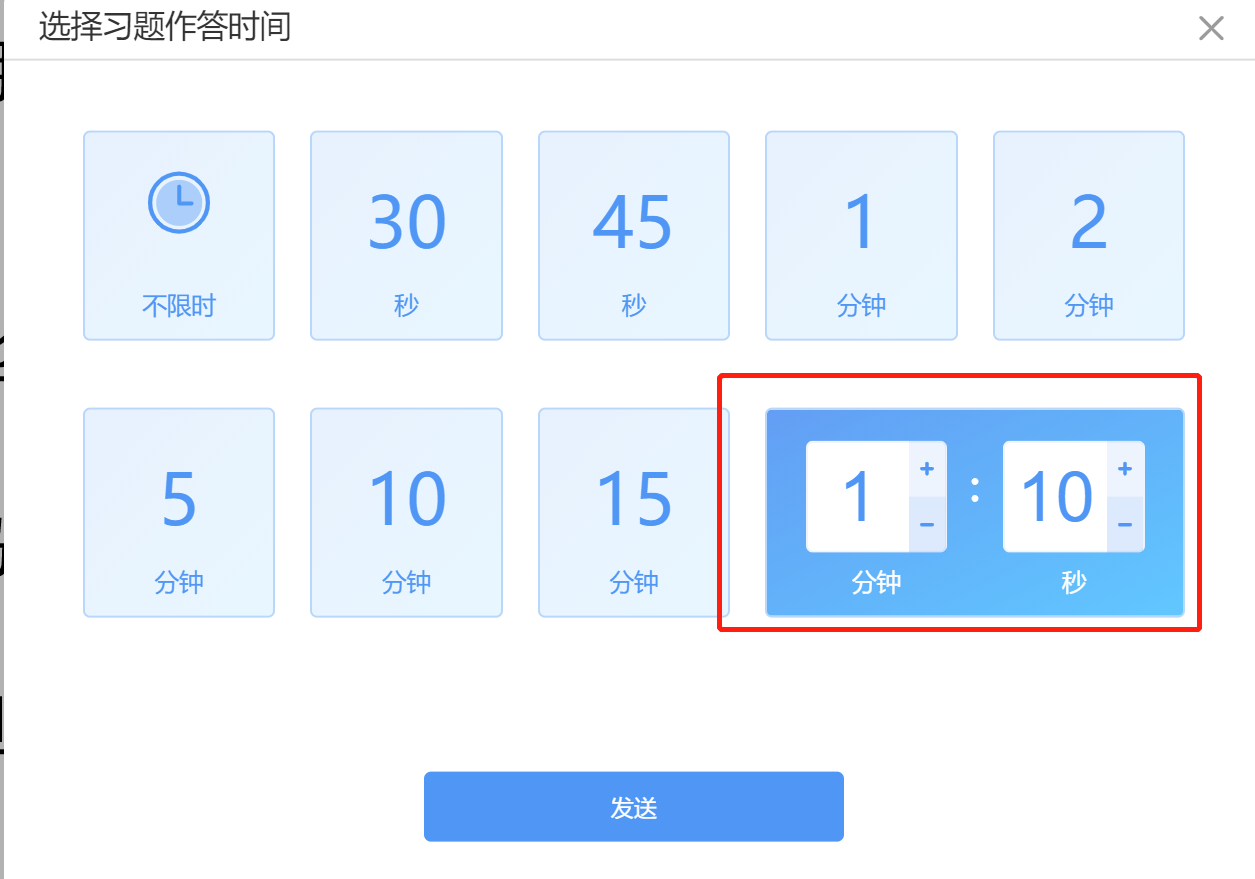 选择习题作答时间
30 45 1 2
不限时 秒 秒 分钟 分钟
5 10 15 1 + - : 10 + -
分钟 分钟 分钟 分钟 秒
发送